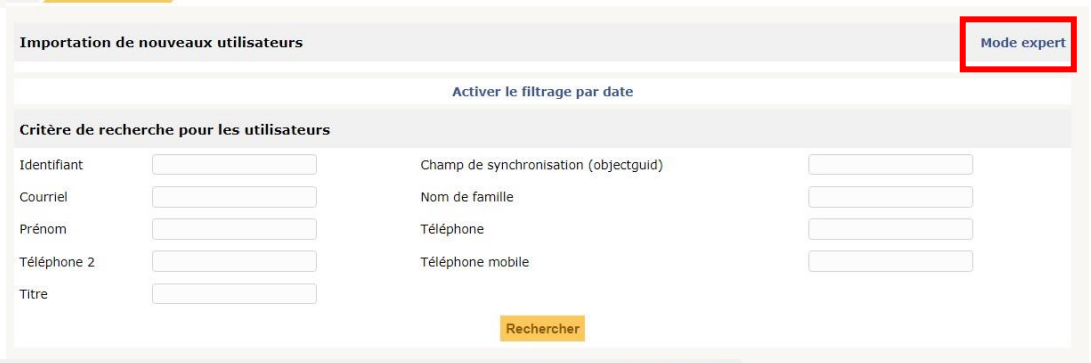 Importation de nouveaux utilisateurs Mode expert
Activer le filtrage par date
Critère de recherche pour les utilisateurs
Identifiant Champ de synchronisation (objectguid)
Courriel Nom de famille
Prénom Téléphone
Téléphone 2 Téléphone mobile
Titre
Rechercher